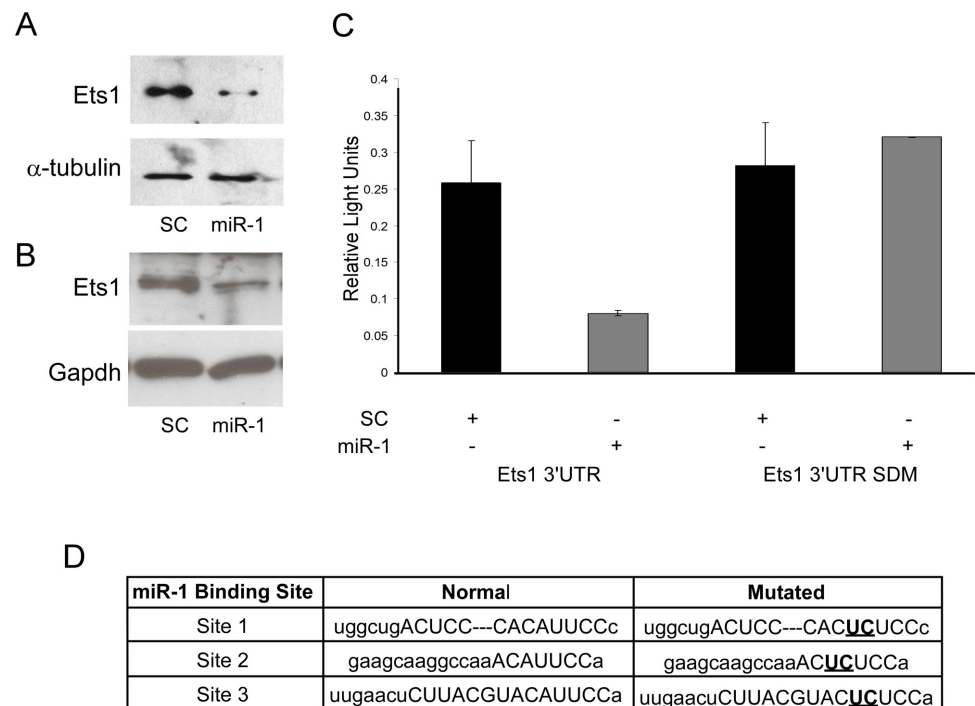 A
Ets1
α-tubulin
SC miR-1
B
Ets1
Gapdh
SC miR-1
C
Relative Light Units
0.4
0.35
0.3
0.25
0.2
0.15
0.1
0.05
0
SC + - + -
miR-1 - + - +
Ets1 3'UTR Ets1 3'UTR SDM
D
miR-1 Binding Site Normal Mutated
Site 1 uggcugACUCC---CACAUUCCc uggcugACUCC---CACUCUCCc
Site 2 gaagcaaggccaaACAUUCCa gaagcaagccaaACUCUCCa
Site 3 uugaacuCUUACGUACAUUCCa uugaacuCUUACGUACUCUCCa